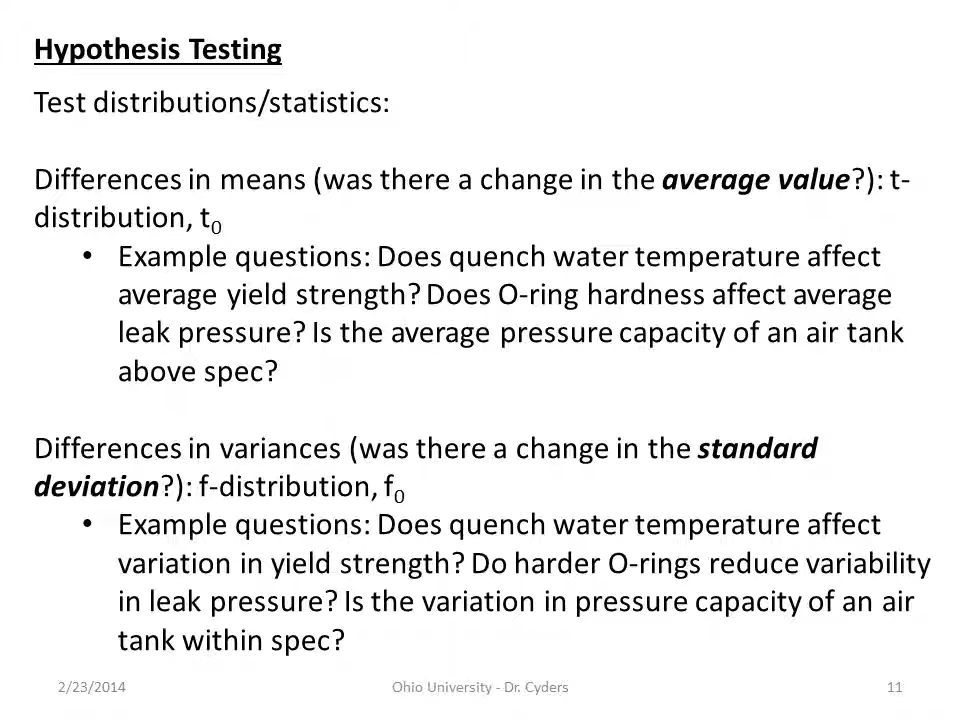 Hypothesis Testing
Test distributions/statistics:
Differences in means (was there a change in the average value?): t-
distribution, t₀
• Example questions: Does quench water temperature affect
average yield strength? Does O-ring hardness affect average
leak pressure? Is the average pressure capacity of an air tank
above spec?
Differences in variances (was there a change in the standard
deviation?): f-distribution, f₀
• Example questions: Does quench water temperature affect
variation in yield strength? Do harder O-rings reduce variability
in leak pressure? Is the variation in pressure capacity of an air
tank within spec?
2/23/2014 Ohio University - Dr. Cyders 11